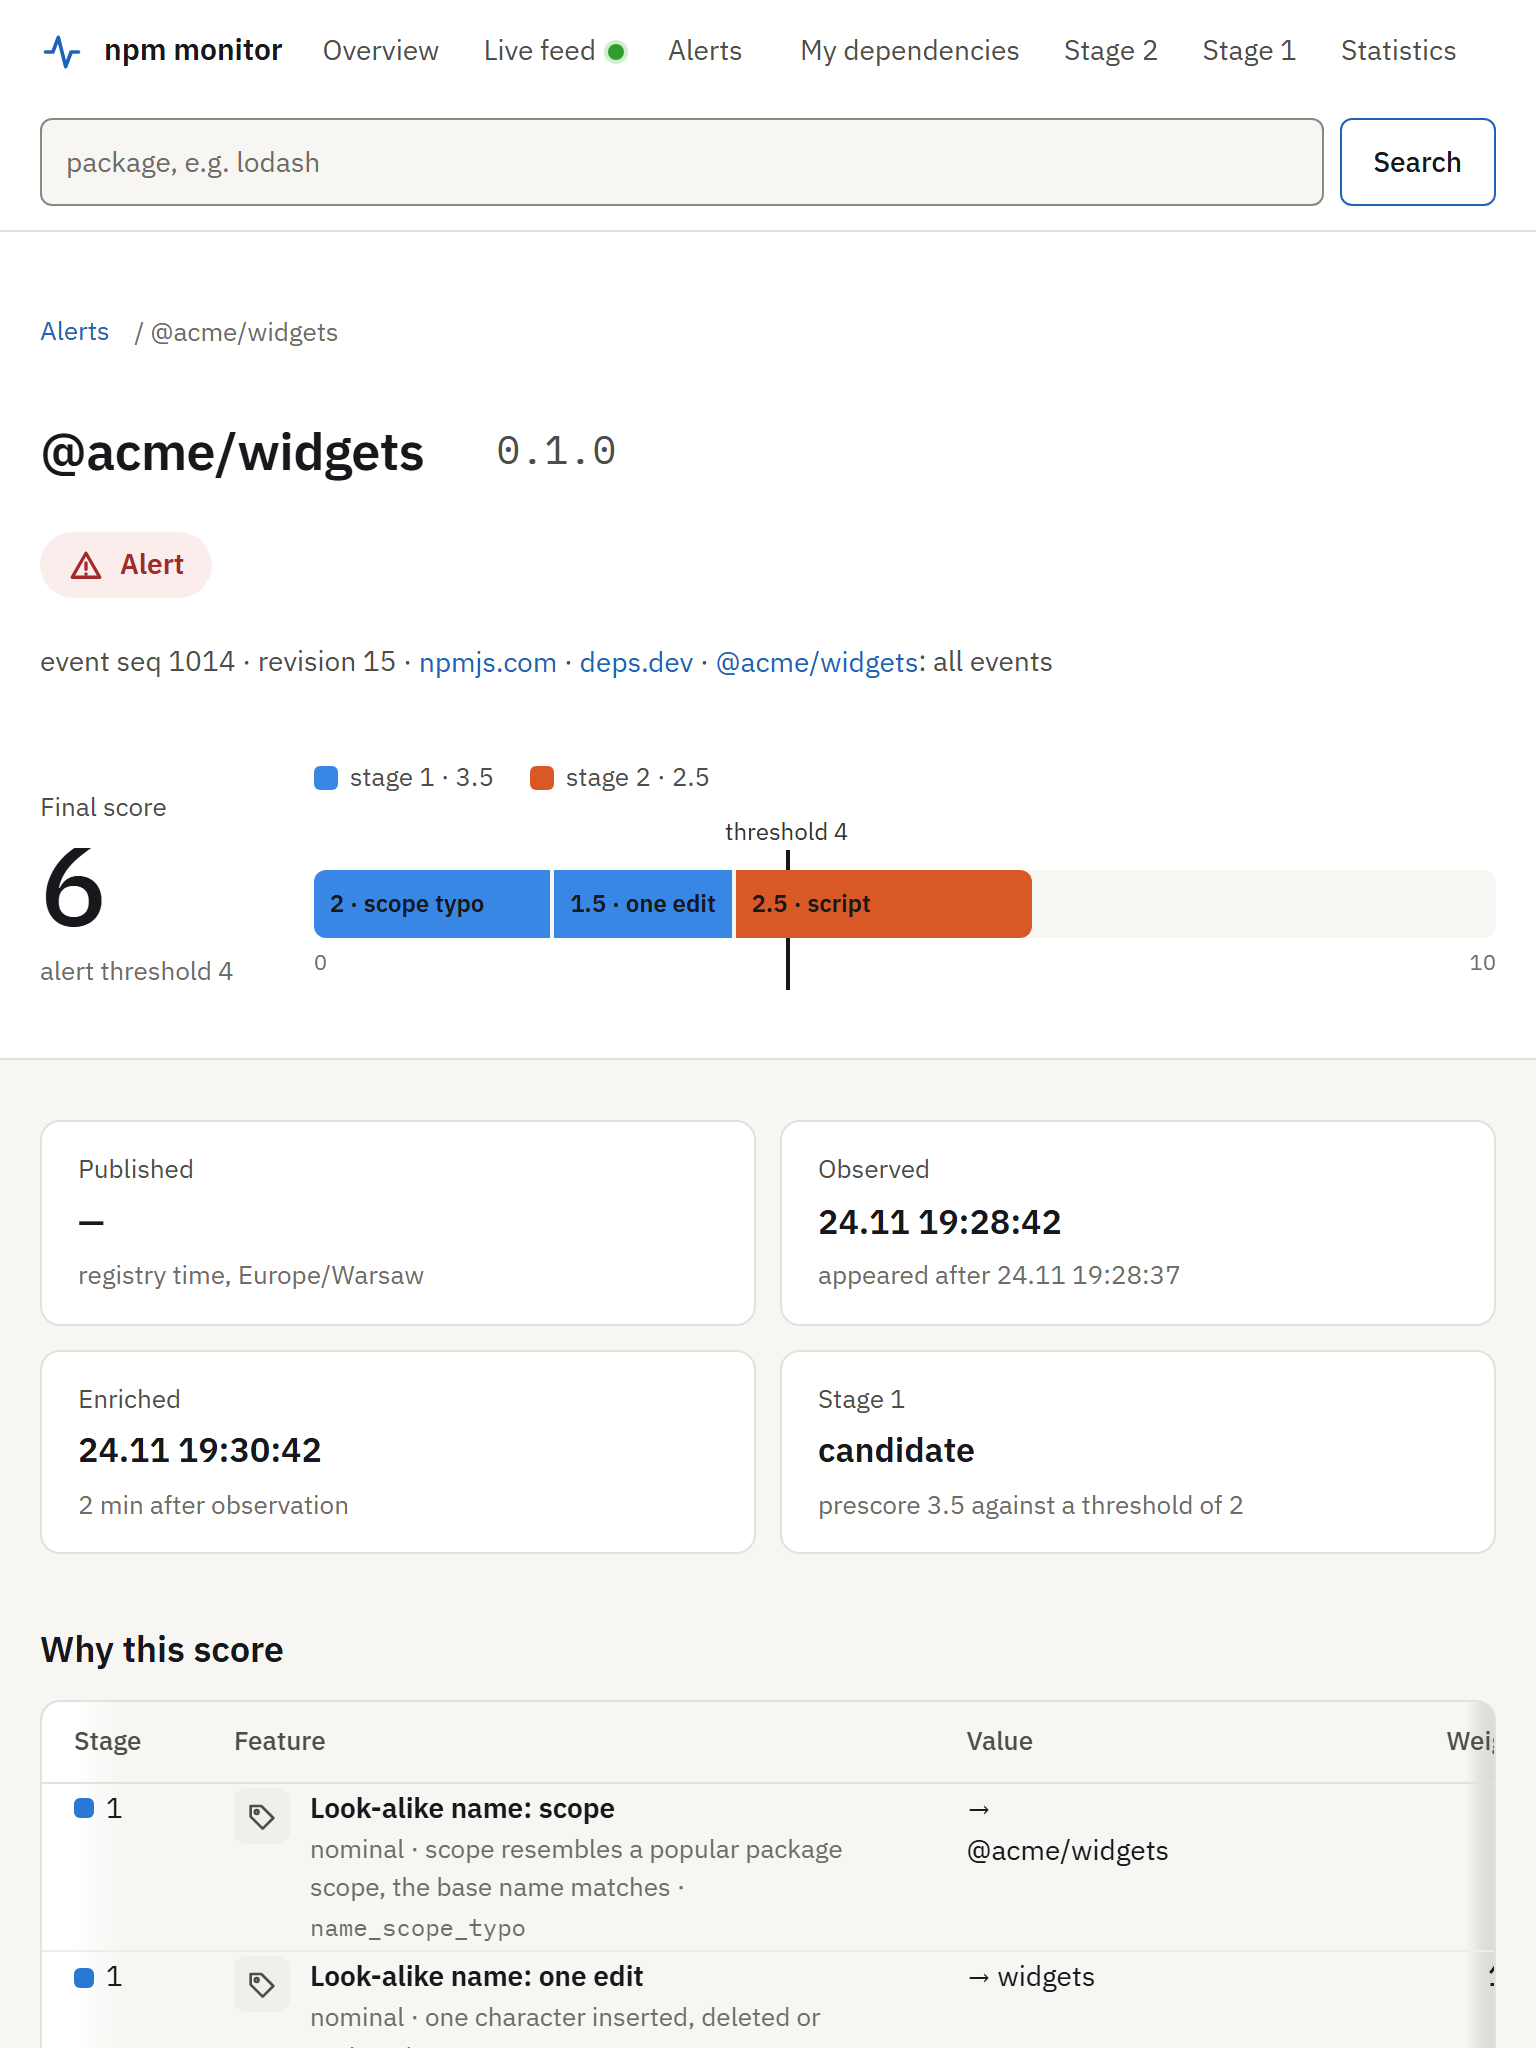 npm monitor Overview Live feed Alerts My dependencies Stage 2 Stage 1 Statistics
package, e.g. lodash Search
Alerts / @acme/widgets
@acme/widgets 0.1.0
Alert
event seq 1014 · revision 15 · npmjs.com · deps.dev · @acme/widgets: all events
stage 1 · 3.5 stage 2 · 2.5
Final score
threshold 4
6
2 · scope typo 1.5 · one edit 2.5 · script
0 10
alert threshold 4
Published
—
registry time, Europe/Warsaw
Observed
24.11 19:28:42
appeared after 24.11 19:28:37
Enriched
24.11 19:30:42
2 min after observation
Stage 1
candidate
prescore 3.5 against a threshold of 2
Why this score
Stage Feature Value
1 Look-alike name: scope →
nominal · scope resembles a popular package @acme/widgets
scope, the base name matches ·
name_scope_typo
1 Look-alike name: one edit → widgets
nominal · one character inserted, deleted or